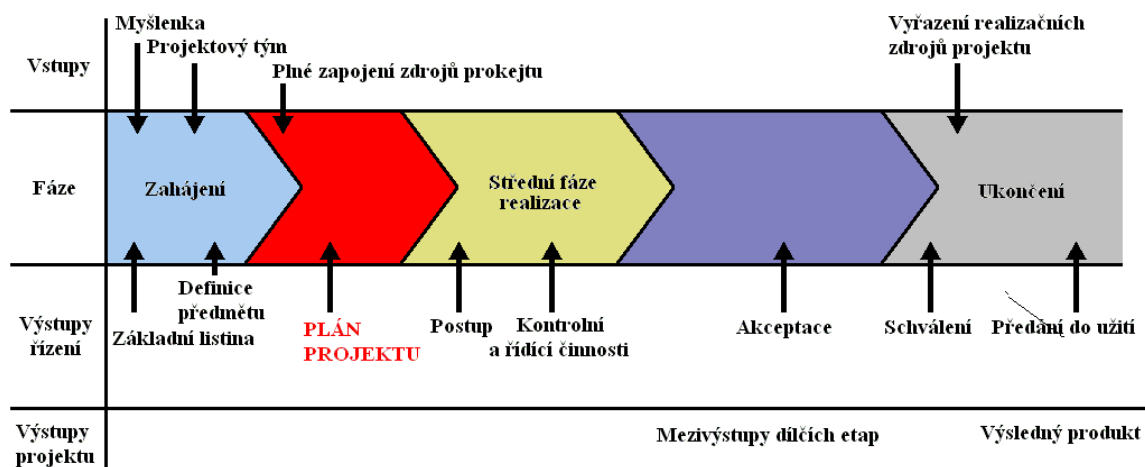 Myšlenka
Projektový tým
Vyřazení realizačních
zdrojů projektu
Vstupy
Plné zapojení zdrojů prokejtu
Fáze
Zahájení
Střední fáze
realizace
Ukončení
Definice
předmětu
Výstupy
řízení
Základní listina
PLÁN
PROJEKTU
Postup
Kontrolní
a řídící činnosti
Akceptace
Schválení
Předání do užití
Výstupy
projektu
Mezivýstupy dílčích etap
Výsledný produkt